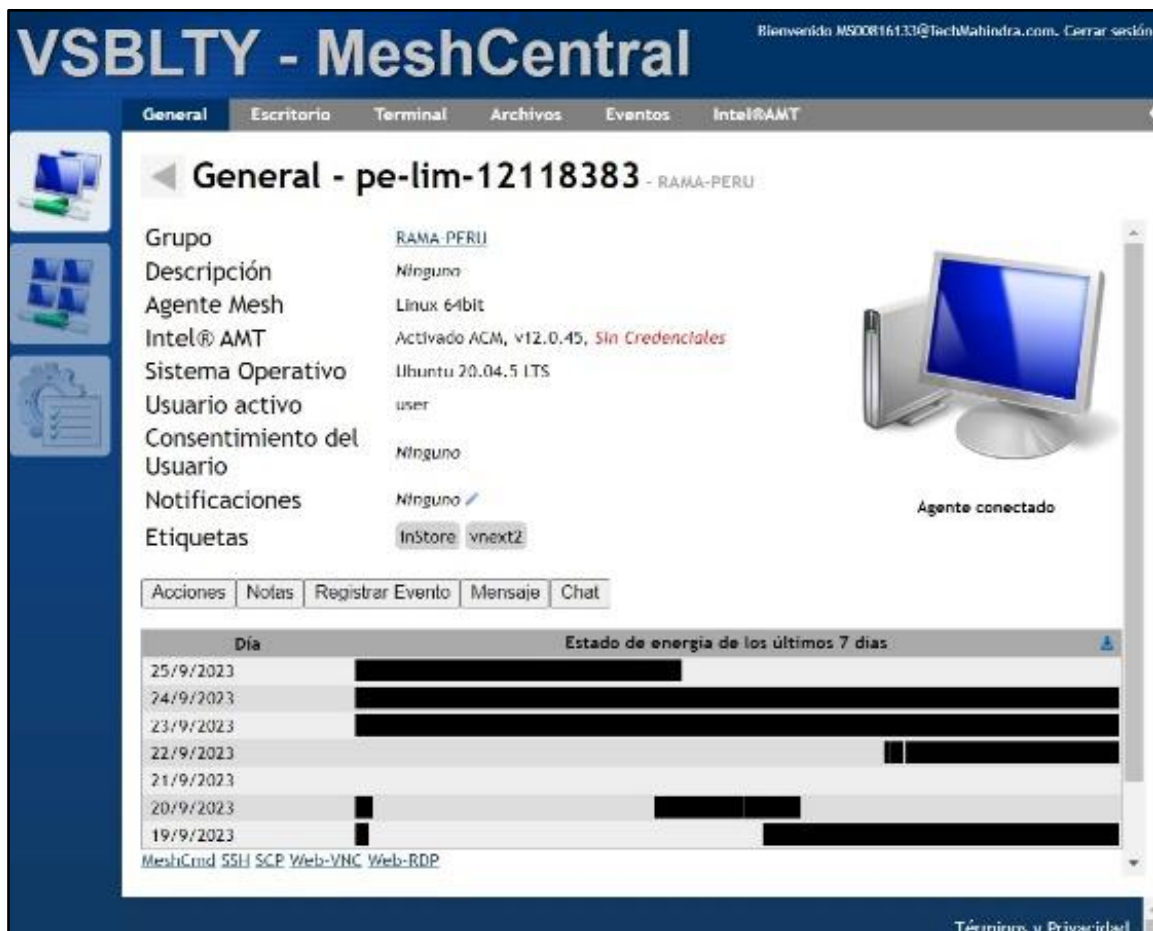 VSBLTY - MeshCentral
Bienvenido MS00816133@TechMahindra.com. Cerrar sesión
General Escritorio Terminal Archivos Eventos Intel®AMT
General - pe-lim-12118383 - RAMA-PERU
Grupo RAMA-PERU
Descripción Ninguno
Agente Mesh Linux 64bit
Intel® AMT Activado ACM, v12.0.45, Sin Credenciales
Sistema Operativo Ubuntu 20.04.5 LTS
Usuario activo user
Consentimiento del
Usuario Ninguno
Notificaciones Ninguno
Agente conectado
Etiquetas InStore vnext2
Acciones Notas Registrar Evento Mensaje Chat
Día Estado de energia de los últimos 7 dias
25/9/2023
24/9/2023
23/9/2023
22/9/2023
21/9/2023
20/9/2023
19/9/2023
MeshCmd SSH SCP Web-VNC Web-RDP
Términos y Privacidad